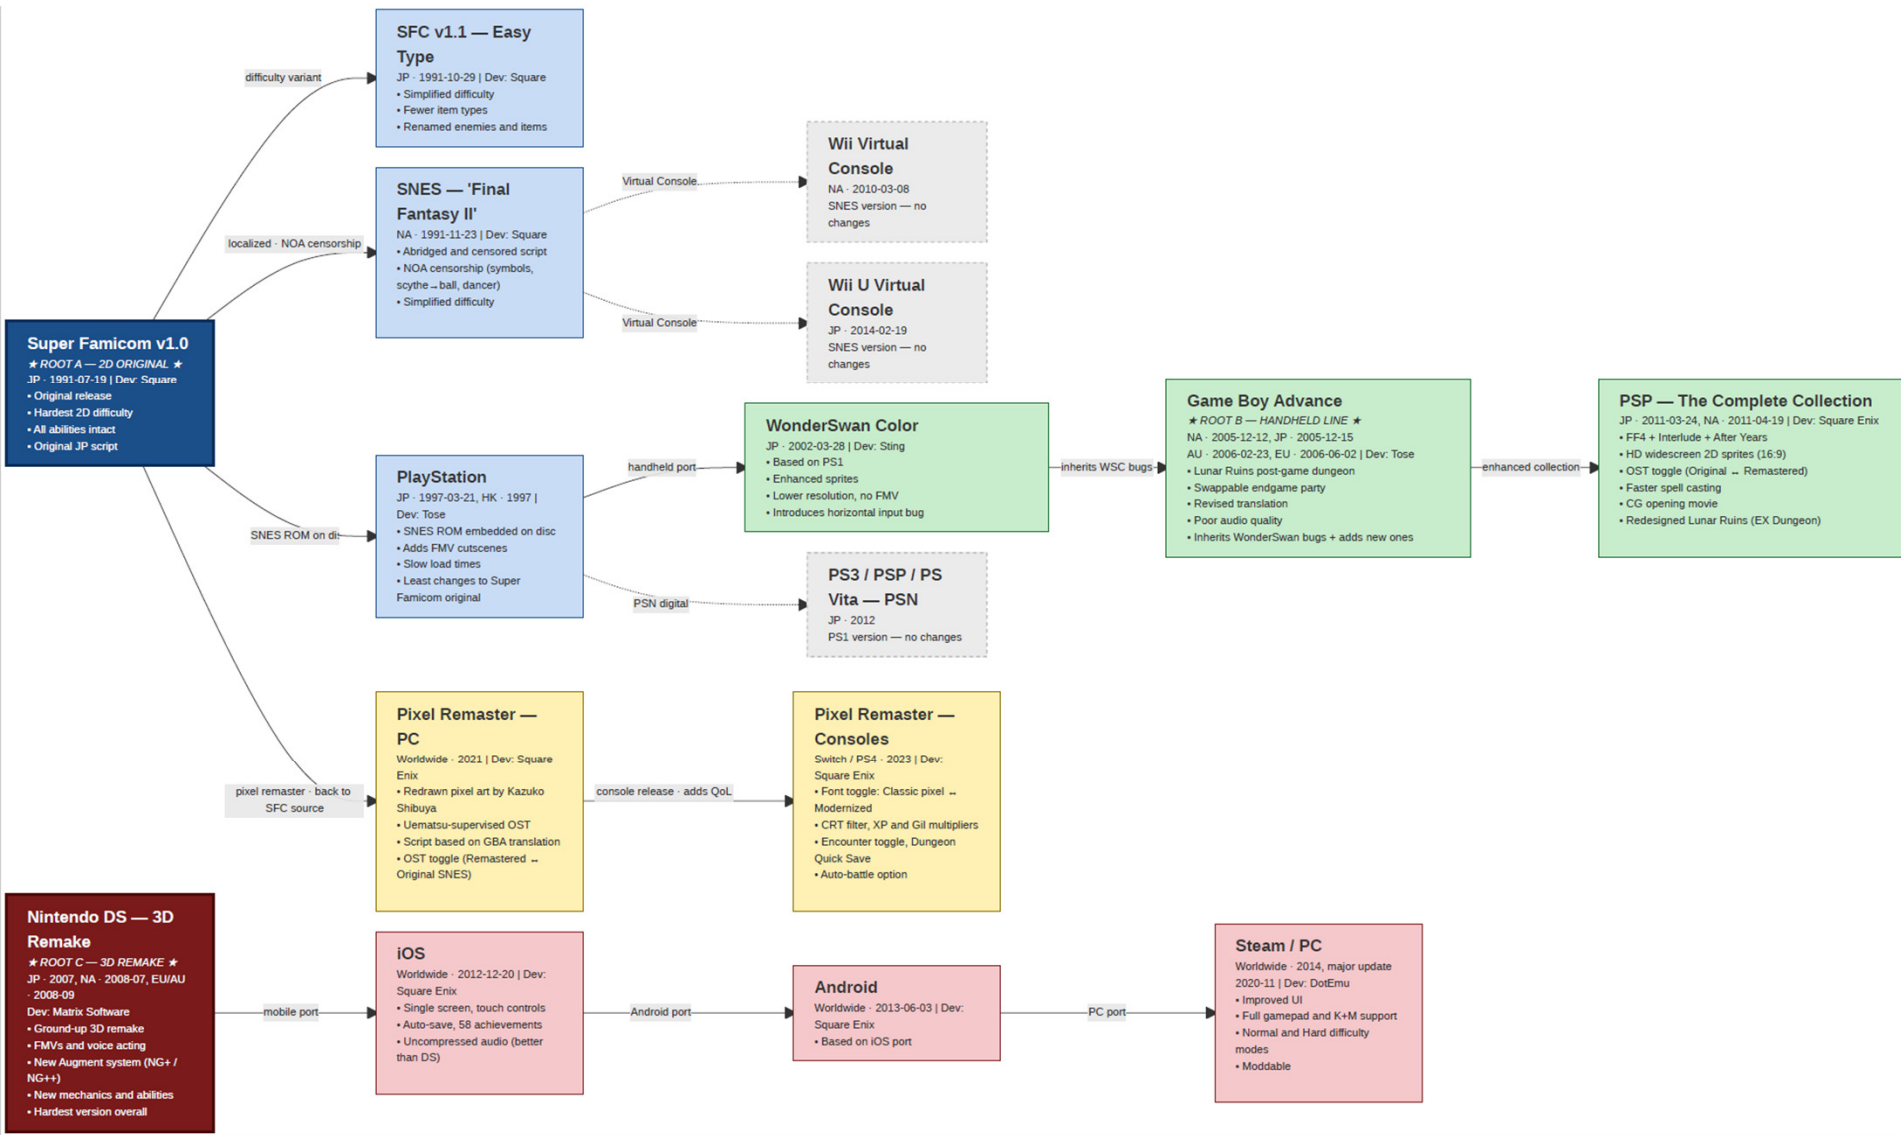 SFC v1.1 — Easy
Type
JP · 1991-10-29 | Dev: Square
• Simplified difficulty
• Fewer item types
• Renamed enemies and items
difficulty variant
SNES — 'Final
Fantasy II'
NA · 1991-11-23 | Dev: Square
• Abridged and censored script
• NOA censorship (symbols,
scythe→ball, dancer)
• Simplified difficulty
localized · NOA censorship
Virtual Console
Wii Virtual
Console
NA · 2010-03-08
SNES version — no
changes
Virtual Console
Wii U Virtual
Console
JP · 2014-02-19
SNES version — no
changes
Super Famicom v1.0
★ ROOT A — 2D ORIGINAL ★
JP · 1991-07-19 | Dev: Square
• Original release
• Hardest 2D difficulty
• All abilities intact
• Original JP script
SNES ROM on
PlayStation
JP · 1997-03-21, HK · 1997 |
Dev: Tose
• SNES ROM embedded on disc
• Adds FMV cutscenes
• Slow load times
• Least changes to Super
Famicom original
handheld port
WonderSwan Color
JP · 2002-03-28 | Dev: Sting
• Based on PS1
• Enhanced sprites
• Lower resolution, no FMV
• Introduces horizontal input bug
inherits WSC bugs
Game Boy Advance
★ ROOT B — HANDHELD LINE ★
NA · 2005-12-12, JP · 2005-12-15
AU · 2006-02-23, EU · 2006-06-02 | Dev: Tose
• Lunar Ruins post-game dungeon
• Swappable endgame party
• Revised translation
• Poor audio quality
• Inherits WonderSwan bugs + adds new ones
enhanced collection
PSP — The Complete Collection
JP · 2011-03-24, NA · 2011-04-19 | Dev: Square Enix
• FF4 + Interlude + After Years
• HD widescreen 2D sprites (16:9)
• OST toggle (Original ↔ Remastered)
• Faster spell casting
• CG opening movie
• Redesigned Lunar Ruins (EX Dungeon)
PSN digital
PS3 / PSP / PS
Vita — PSN
JP · 2012
PS1 version — no changes
pixel remaster · back to
SFC source
Pixel Remaster —
PC
Worldwide · 2021 | Dev: Square
Enix
• Redrawn pixel art by Kazuko
Shibuya
• Uematsu-supervised OST
• Script based on GBA translation
• OST toggle (Remastered ↔
Original SNES)
console release · adds QoL
Pixel Remaster —
Consoles
Switch / PS4 · 2023 | Dev:
Square Enix
• Font toggle: Classic pixel ↔
Modernized
• CRT filter, XP and Gil multipliers
• Encounter toggle, Dungeon
Quick Save
• Auto-battle option
Nintendo DS — 3D
Remake
★ ROOT C — 3D REMAKE ★
JP · 2007, NA · 2008-07, EU/AU
· 2008-09
Dev: Matrix Software
• Ground-up 3D remake
• FMVs and voice acting
• New Augment system (NG+ /
NG++)
• New mechanics and abilities
• Hardest version overall
mobile port
iOS
Worldwide · 2012-12-20 | Dev:
Square Enix
• Single screen, touch controls
• Auto-save, 58 achievements
• Uncompressed audio (better
than DS)
Android port
Android
Worldwide · 2013-06-03 | Dev:
Square Enix
• Based on iOS port
PC port
Steam / PC
Worldwide · 2014, major update
2020-11 | Dev: DotEmu
• Improved UI
• Full gamepad and K+M support
• Normal and Hard difficulty
modes
• Moddable